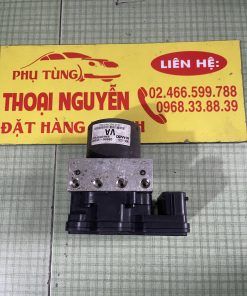 PHỤ TÙNG
LIÊN HỆ:
THOẠI NGUYỄN
02.466.599.788
0968.33.88.39
ĐẶT HÀNG
VA